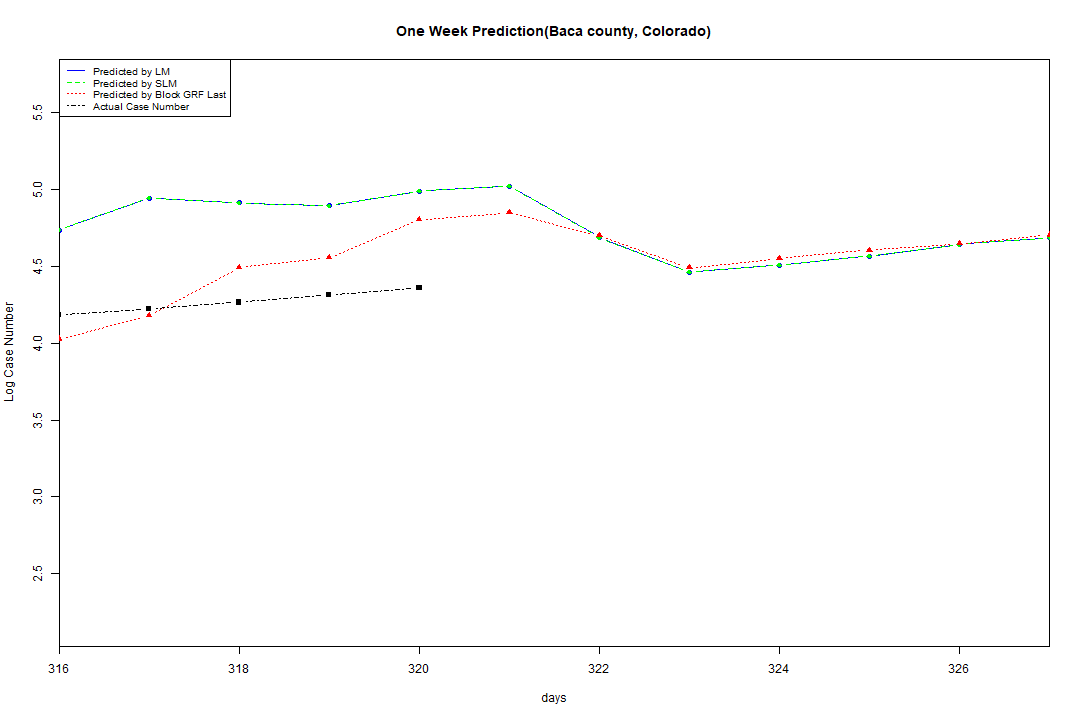 One Week Prediction(Baca county, Colorado)
Predicted by LM
Predicted by SLM
Predicted by Block GRF Last
Actual Case Number
5.5
5.0
4.5
4.0
3.5
3.0
2.5
Log Case Number
316 318 320 322 324 326
days